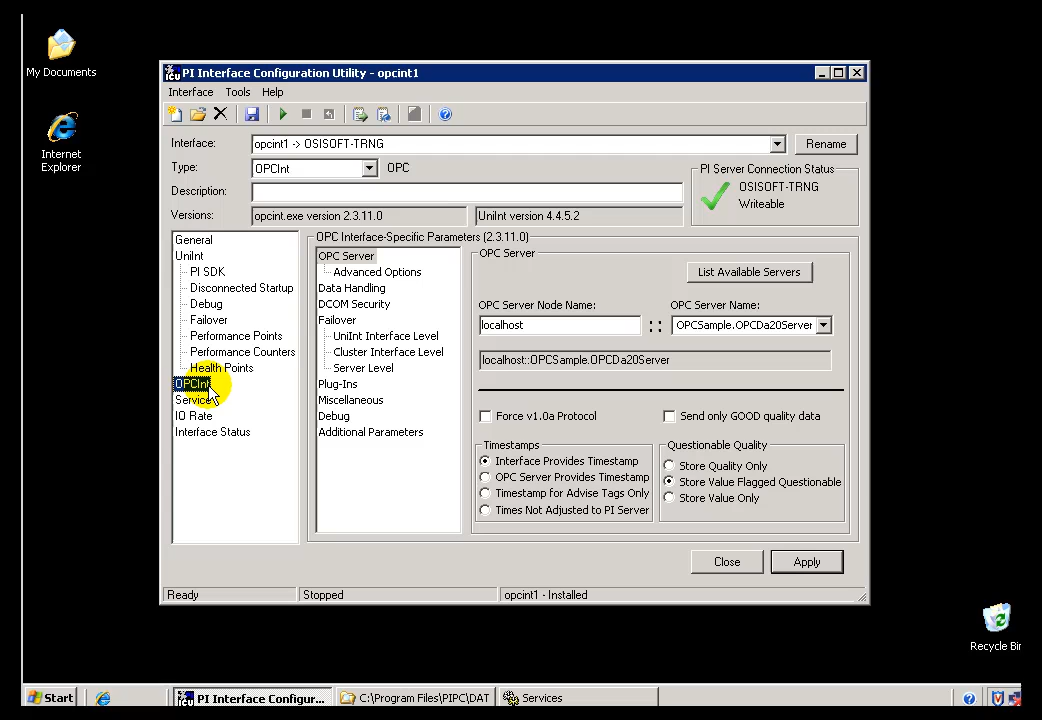 My Documents
Internet
Explorer
PI Interface Configuration Utility - opcint1
Interface Tools Help
Interface: opcint1 -> OSISOFT-TRNG Rename
Type: OPCInt OPC
Description:
Versions: opcint.exe version 2.3.11.0 UniInt version 4.4.5.2
PI Server Connection Status
OSISOFT-TRNG
Writeable
General
UniInt
PI SDK
Disconnected Startup
Debug
Failover
Performance Points
Performance Counters
Health Points
OPCInt
Service
IO Rate
Interface Status
OPC Interface-Specific Parameters (2.3.11.0)
OPC Server
Advanced Options
Data Handling
DCOM Security
Failover
UniInt Interface Level
Cluster Interface Level
Server Level
Plug-Ins
Miscellaneous
Debug
Additional Parameters
OPC Server
List Available Servers
OPC Server Node Name: OPC Server Name:
localhost :: OPCSample.OPCDa20Server
localhost::OPCSample.OPCDa20Server
Force v1.0a Protocol Send only GOOD quality data
Timestamps
Interface Provides Timestamp
OPC Server Provides Timestamp
Timestamp for Advise Tags Only
Times Not Adjusted to PI Server
Questionable Quality
Store Quality Only
Store Value Flagged Questionable
Store Value Only
Close Apply
Ready Stopped opcint1 - Installed
Recycle Bin
Start PI Interface Configur... C:\Program Files\PIPC\DAT Services